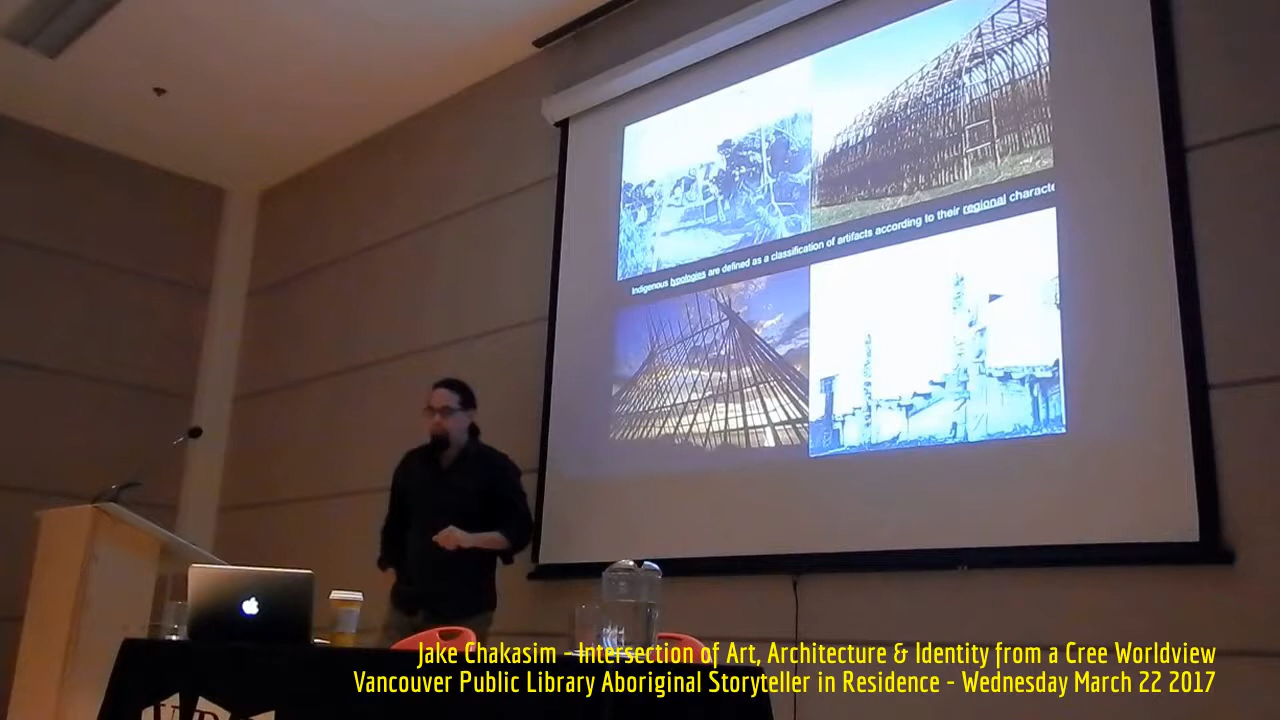 Indigenous typologies are defined as a classification of artifacts according to their regional
Jake Chakasim - Intersection of Art, Architecture & Identity from a Cree Worldview
Vancouver Public Library Aboriginal Storyteller in Residence - Wednesday March 22 2017